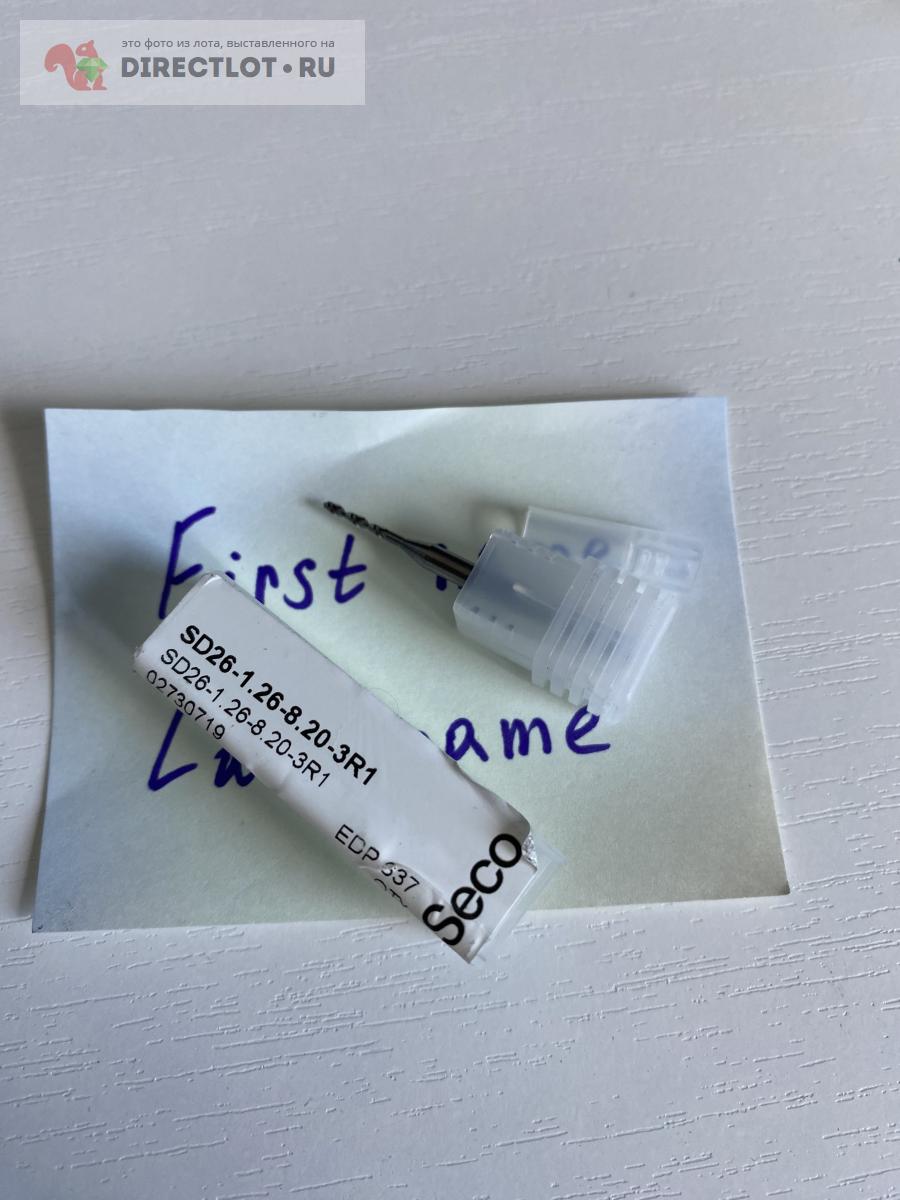 это фото из лота, выставленного на
DIRECTLOT•RU
First
SD26-1.26-8.20-3R1
SD26-1.26-8.20-3R1
02730719
ame
EDP 337
Seco